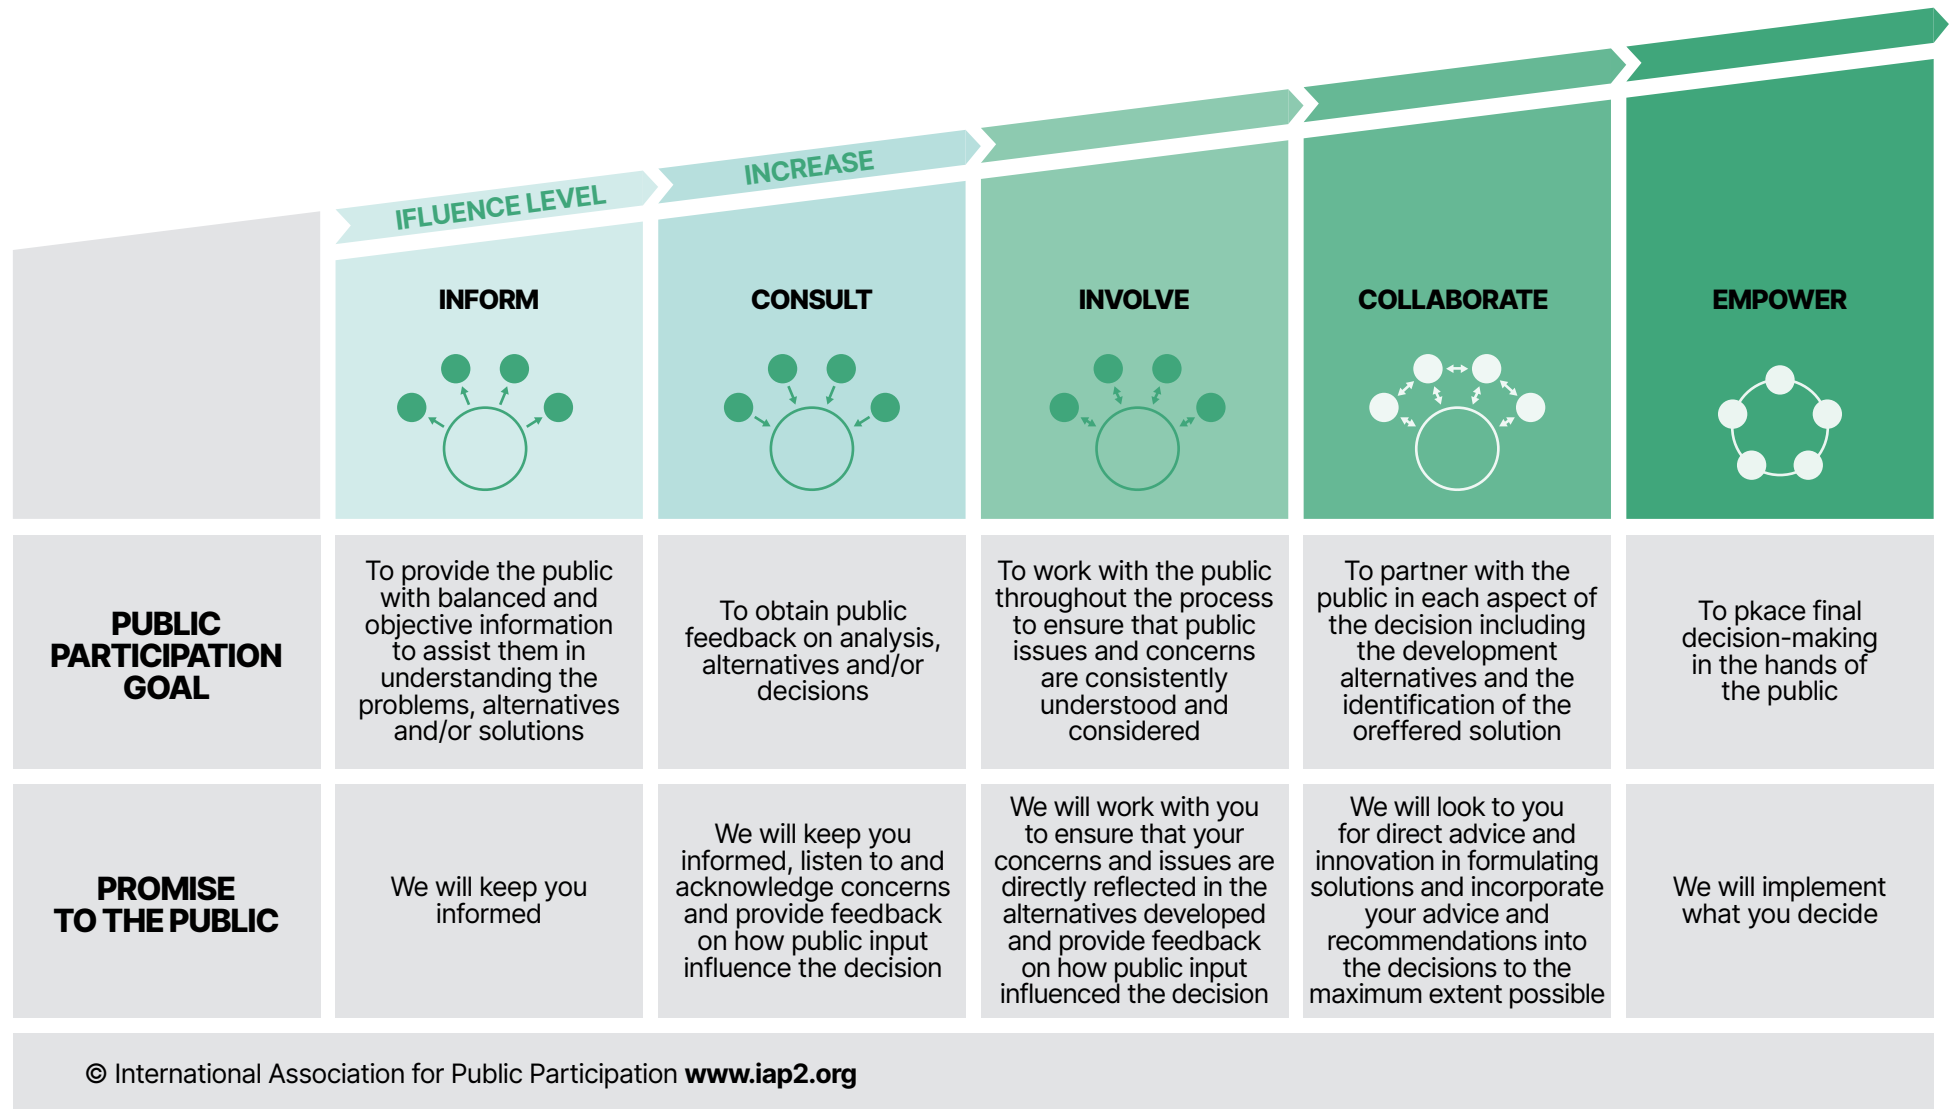 IFLUENCE LEVEL
INCREASE
INFORM
CONSULT
INVOLVE
COLLABORATE
EMPOWER
PUBLIC
PARTICIPATION
GOAL
To provide the public
with balanced and
objective information
to assist them in
understanding the
problems, alternatives
and/or solutions
To obtain public
feedback on analysis,
alternatives and/or
decisions
To work with the public
throughout the process
to ensure that public
issues and concerns
are consistently
understood and
considered
To partner with the
public in each aspect of
the decision including
the development
alternatives and the
identification of the
oreffered solution
To pkace final
decision-making
in the hands of
the public
PROMISE
TO THE PUBLIC
We will keep you
informed
We will keep you
informed, listen to and
acknowledge concerns
and provide feedback
on how public input
influence the decision
We will work with you
to ensure that your
concerns and issues are
directly reflected in the
alternatives developed
and provide feedback
on how public input
influenced the decision
We will look to you
for direct advice and
innovation in formulating
solutions and incorporate
your advice and
recommendations into
the decisions to the
maximum extent possible
We will implement
what you decide
© International Association for Public Participation www.iap2.org